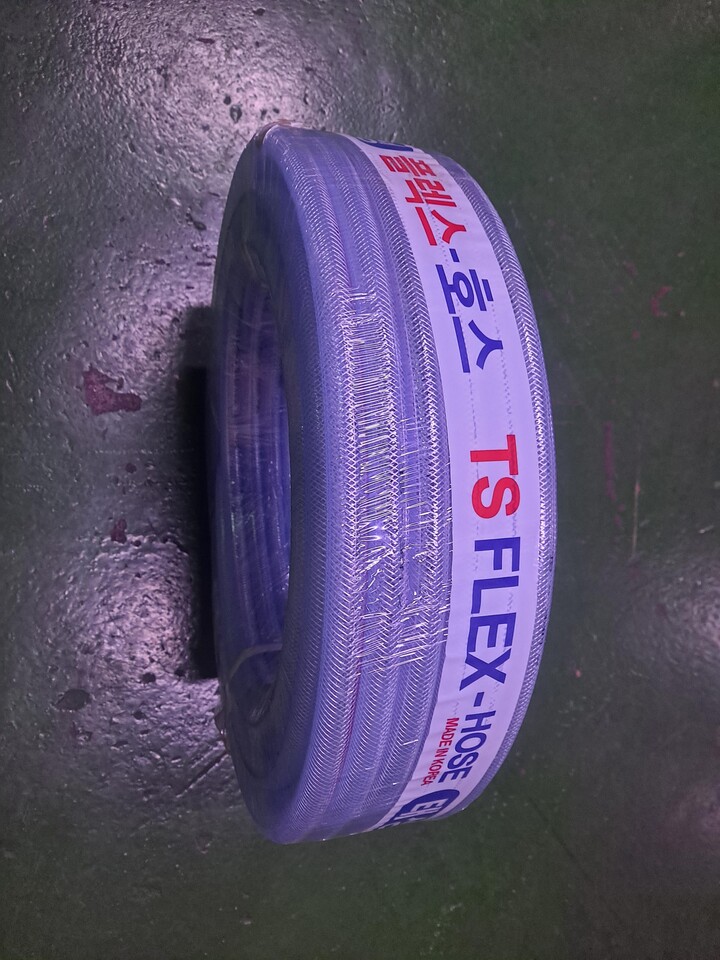 플렉스-호스
TS FLEX-HOSE
MADE IN KOREA